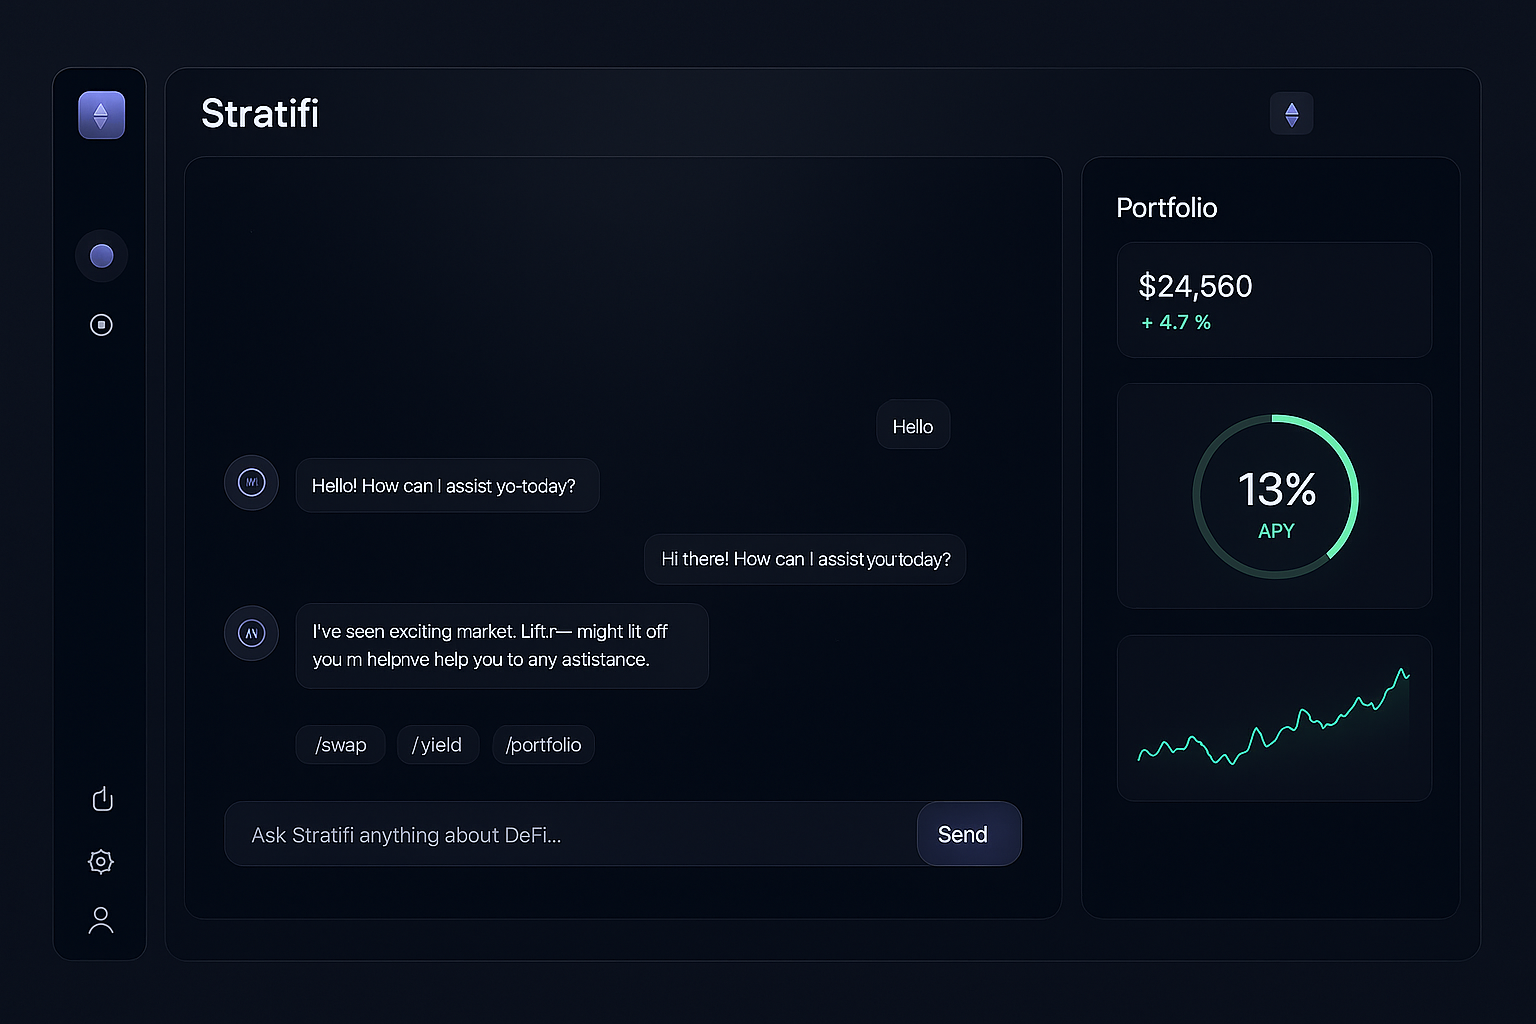 Stratifi
Hello
Hello! How can I assist yo-today?
Hi there! How can I assist you today?
I've seen exciting market. Lift.r— might lit off
you m helpnve help you to any astistance.
/swap
/yield
/portfolio
Ask Stratifi anything about DeFi...
Send
Portfolio
$24,560
+ 4.7 %
13%
APY